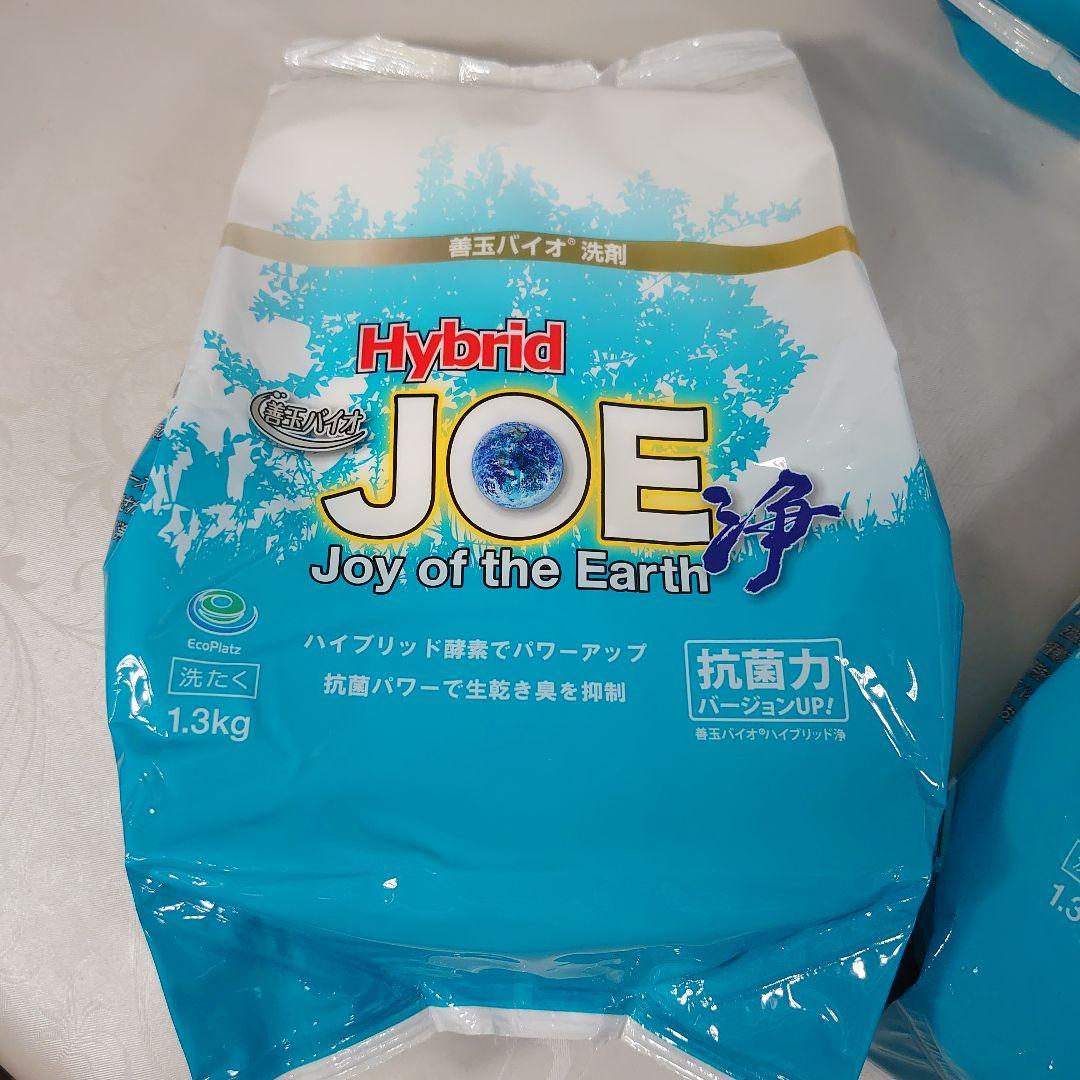 善玉バイオ®洗剤
Hybrid
善玉バイオ
JOE
浄
Joy of the Earth
EcoPlatz
洗たく
1.3kg
ハイブリッド酵素でパワーアップ
抗菌パワーで生乾き臭を抑制
抗菌力
バージョンUP!
善玉バイオ®ハイブリッド浄
1.3